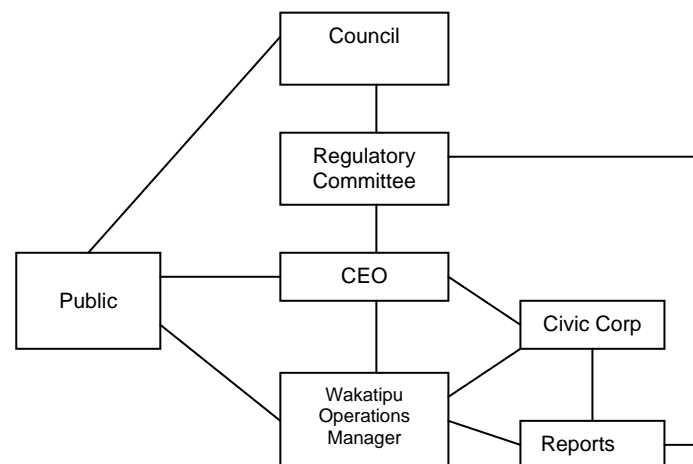 Council
Regulatory
Committee
CEO
Public
Civic Corp
Wakatipu
Operations
Manager
Reports